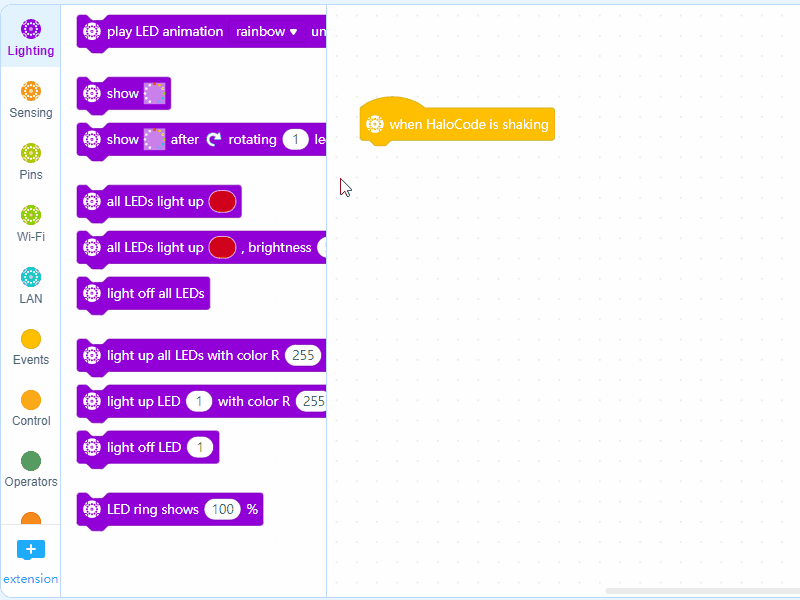 Lighting
Sensing
Pins
Wi-Fi
LAN
Events
Control
Operators
+
extension
play LED animation rainbow ▾ un
show
show after rotating 1 le
all LEDs light up
all LEDs light up , brightness
light off all LEDs
light up all LEDs with color R 255
light up LED 1 with color R 255
light off LED 1
LED ring shows 100 %
when HaloCode is shaking